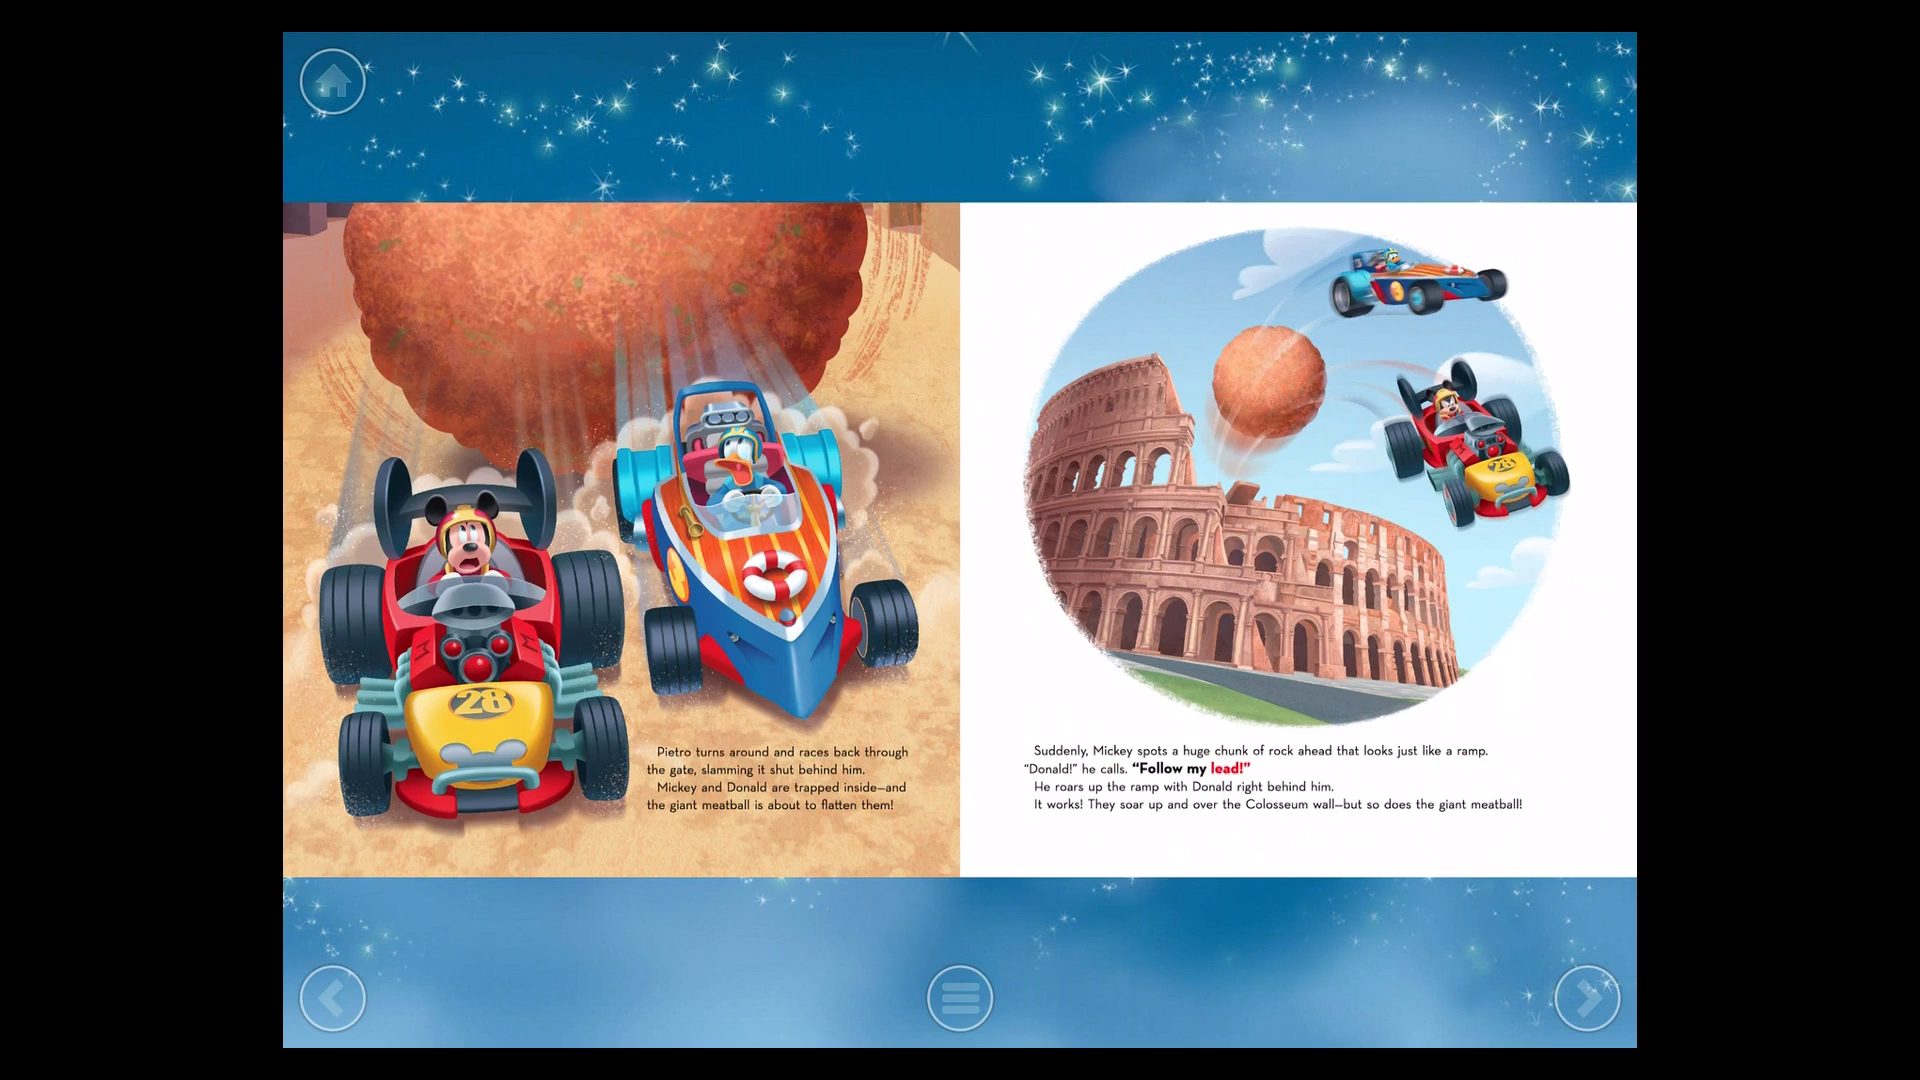 M M
28
Pietro turns around and races back through
the gate, slamming it shut behind him.
Mickey and Donald are trapped inside—and
the giant meatball is about to flatten them!
28
Suddenly, Mickey spots a huge chunk of rock ahead that looks just like a ramp.
“Donald!” he calls. “Follow my lead!”
He roars up the ramp with Donald right behind him.
It works! They soar up and over the Colosseum wall—but so does the giant meatball!